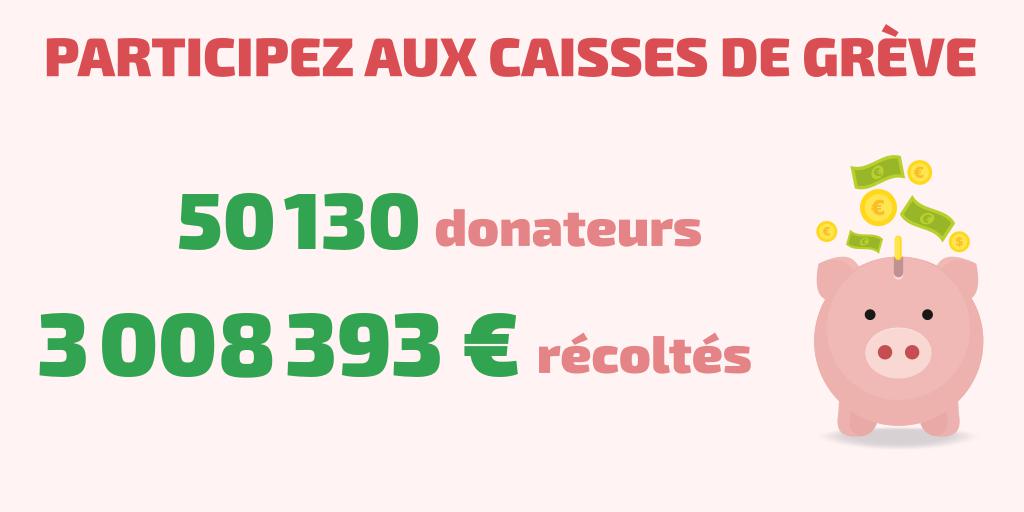 PARTICIPEZ AUX CAISSES DE GRÈVE
50 130 donateurs
3 008 393 € récoltés